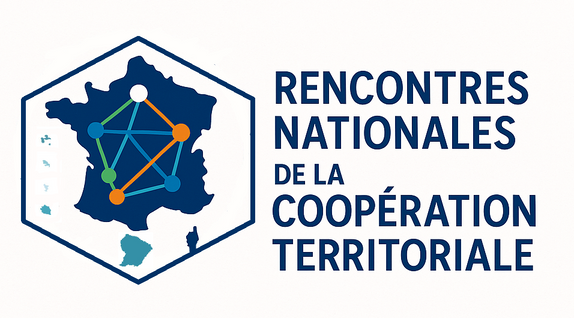 RENCONTRES
NATIONALES
DE LA
COOPÉRATION
TERRITORIALE